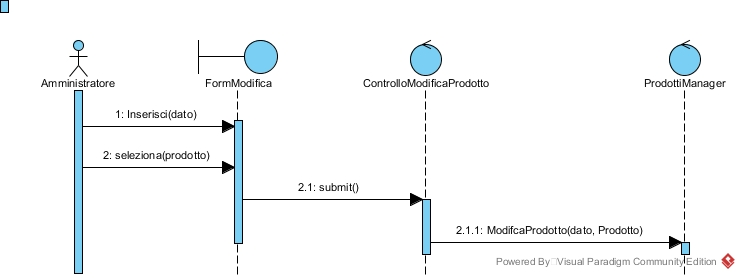 Amministratore
FormModifica
ControlloModificaProdotto
ProdottiManager
1: Inserisci(dato)
2: seleziona(prodotto)
2.1: submit()
2.1.1: ModifcaProdotto(dato, Prodotto)
Powered By□Visual Paradigm Community Edition